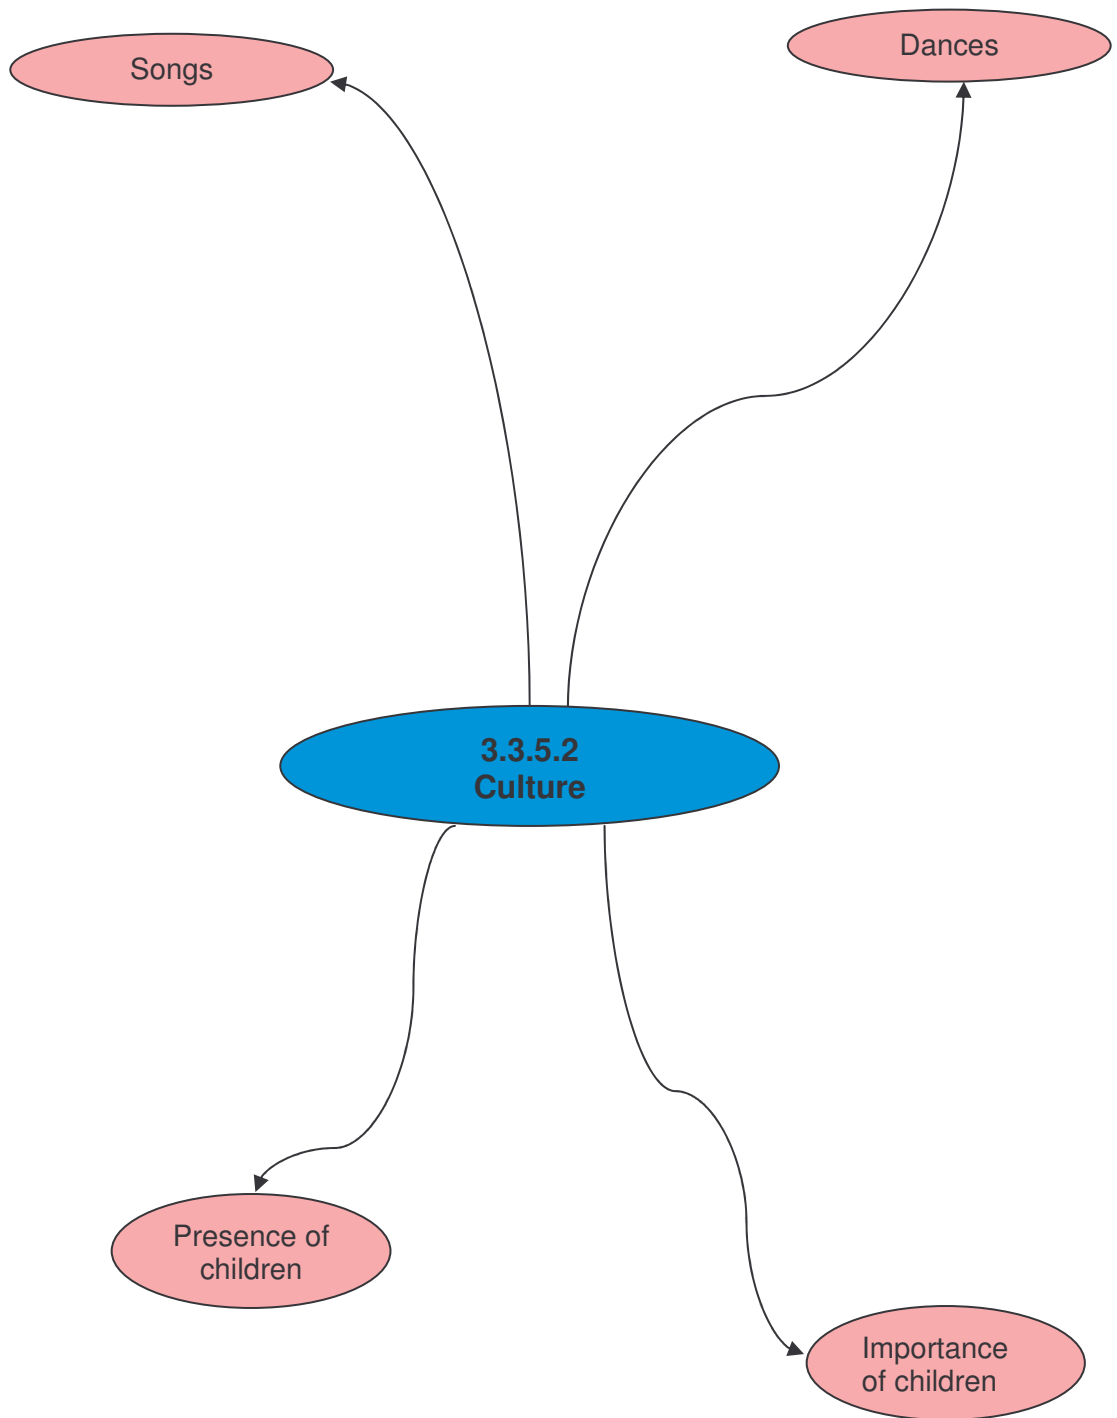 Songs
Dances
3.3.5.2
Culture
Presence of
children
Importance
of children